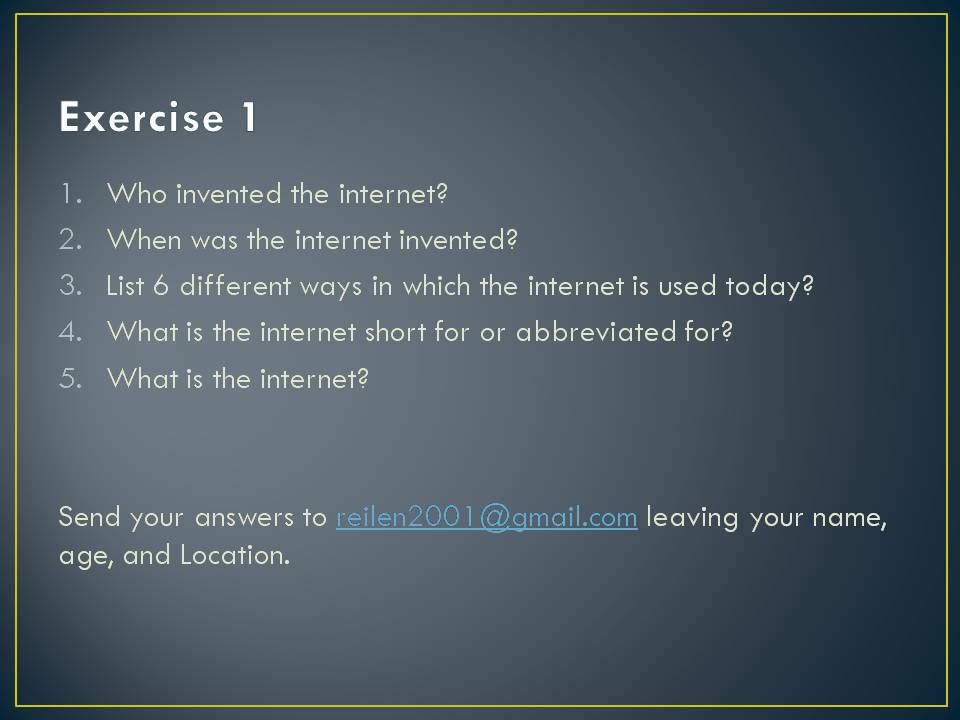 Exercise 1
1. Who invented the internet?
2. When was the internet invented?
3. List 6 different ways in which the internet is used today?
4. What is the internet short for or abbreviated for?
5. What is the internet?
Send your answers to reilen2001@gmail.com leaving your name,
age, and Location.